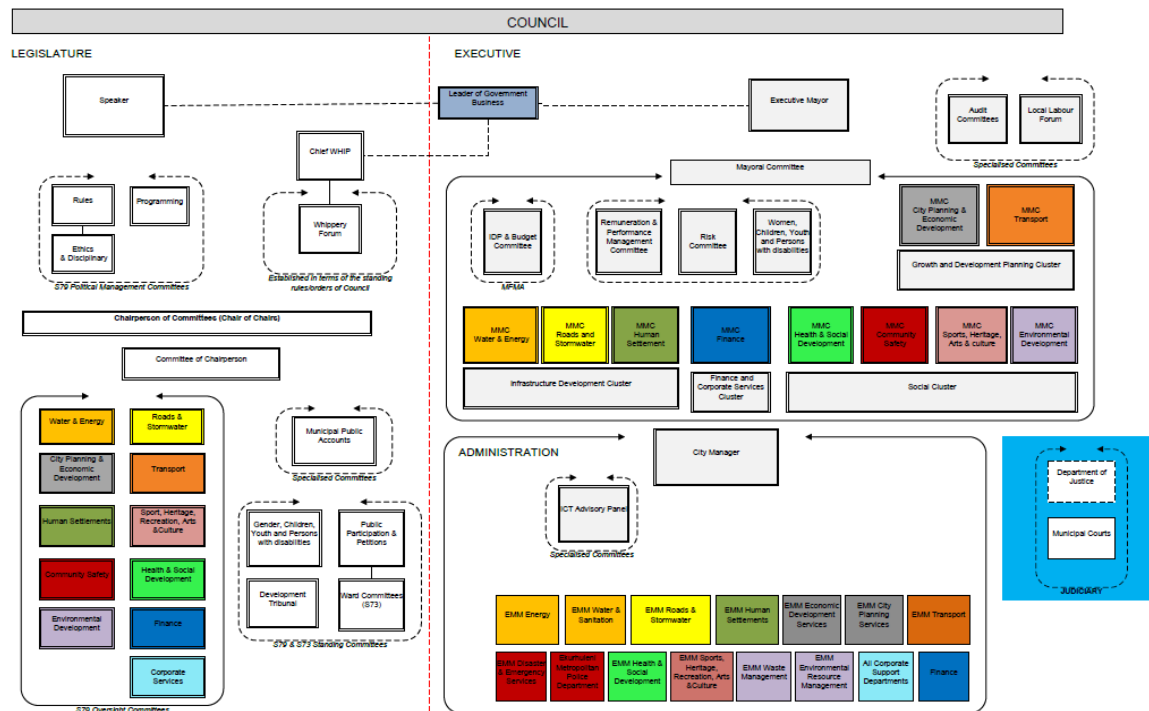 COUNCIL
LEGISLATURE
EXECUTIVE
Speaker
Leader of Government
Business
Executive Mayor
Audit
Committees
Local Labour
Forum
Specialised Committees
Chief WHIP
Mayoral Committee
Rules
Programming
Ethics
& Disciplinary
S79 Political Management Committees
Whippery
Forum
Established in terms of the standing
rules/orders of Council
IDP & Budget
Committee
MFMA
Remuneration &
Performance
Management
Committee
Risk
Committee
Women,
Children, Youth
and Persons
with disabilities
MMC
City Planning &
Economic
Development
MMC
Transport
Growth and Development Planning Cluster
Chairperson of Committees (Chair of Chairs)
Committee of Chairperson
MMC
Water & Energy
MMC
Roads and
Stormwater
MMC
Human
Settlement
MMC
Finance
MMC
Health & Social
Development
MMC
Community
Safety
MMC
Sports, Heritage,
Arts & culture
MMC
Environmental
Development
Infrastructure Development Cluster
Finance and
Corporate Services
Cluster
Social Cluster
Water & Energy
Roads &
Stormwater
City Planning &
Economic
Development
Transport
Human Settlements
Sport, Heritage,
Recreation, Arts
&Culture
Community Safety
Health & Social
Development
Environmental
Development
Finance
Corporate
Services
S79 Oversight Committees
Municipal Public
Accounts
Specialised Committees
Gender, Children,
Youth and Persons
with disabilities
Public
Participation &
Petitions
Development
Tribunal
Ward Committees
(S73)
S79 & S73 Standing Committees
ADMINISTRATION
City Manager
ICT Advisory Panel
Specialised Committees
Department of
Justice
Municipal Courts
JUDICIARY
EMM Energy
EMM Water &
Sanitation
EMM Roads &
Stormwater
EMM Human
Settlements
EMM Economic
Development
Services
EMM City
Planning
Services
EMM Transport
EMM Disaster
& Emergency
Services
Ekurhuleni
Metropolitan
Police
Department
EMM Health &
Social
Development
EMM Sports,
Heritage,
Recreation, Arts
&Culture
EMM Waste
Management
EMM
Environmental
Resource
Management
All Corporate
Support
Departments
Finance